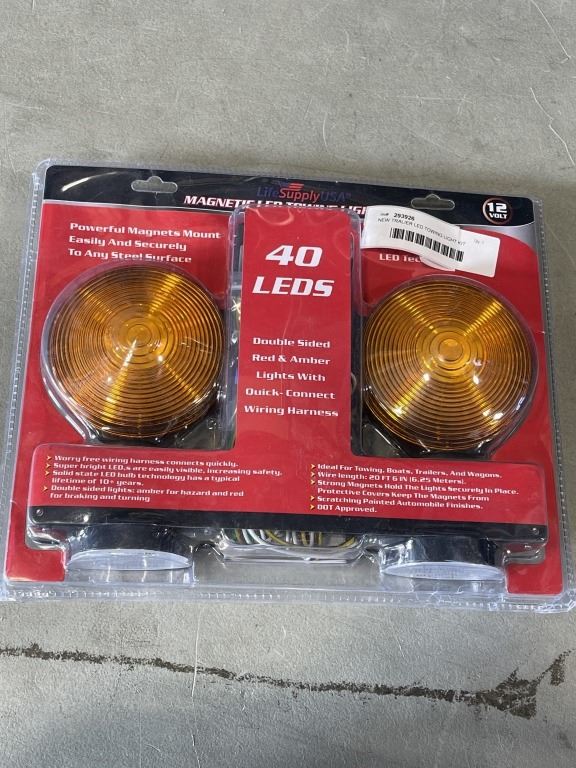 LifeSupplyUSA
MAGNETIC LED TOWING LIGH
12
VOLT
293926
NEW TRALIER LED TOWING LIGHT KIT
Powerful Magnets Mount
Easily And Securely
To Any Steel Surface
LED Tec
40
LEDS
Double Sided
Red & Amber
Lights With
Quick-Connect
Wiring Harness
Worry free wiring harness connects quickly.
Super bright LED,s are easily visible, increasing safety.
Solid state LED bulb technology has a typical
lifetime of 10+ years.
Double sided lights: amber for hazard and red
for braking and turning
Ideal For Towing, Boats, Trailers, And Wagons.
Wire length: 20 FT 6 IN (6.25 Meters).
Strong Magnets Hold The Lights Securely In Place.
Protective Covers Keep The Magnets From
Scratching Painted Automobile Finishes.
DOT Approved.